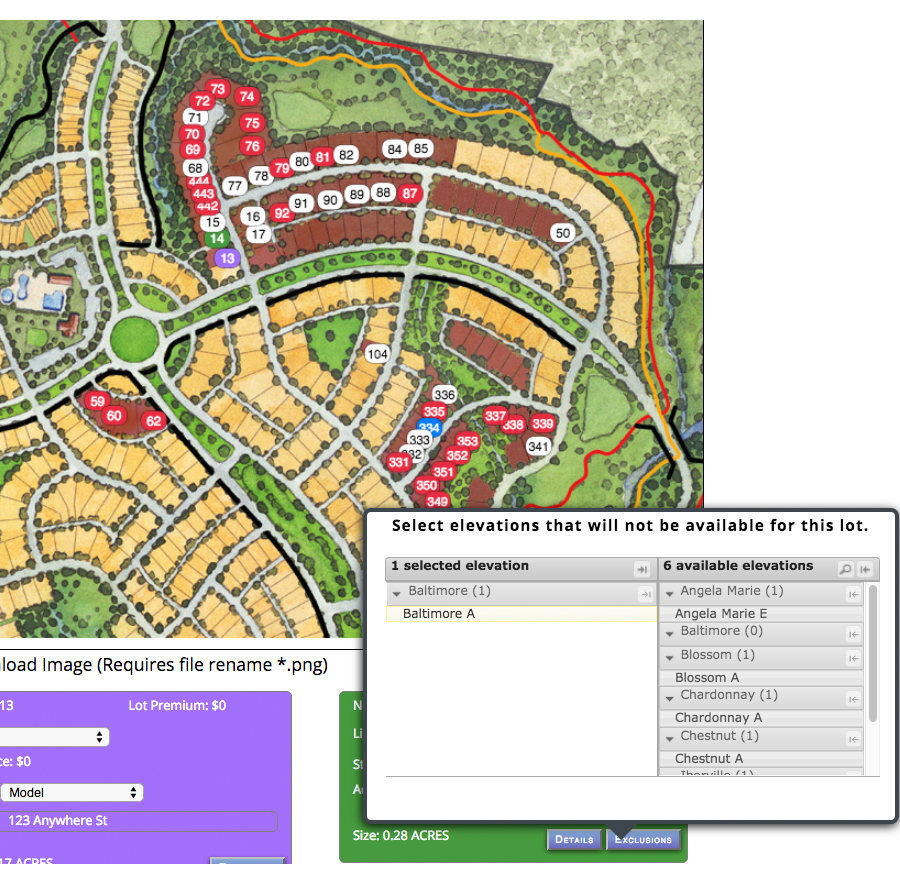 73
72
74
71
75
70
76
69
84
85
82
81
80
68
79
78
444
77
443
89
88
87
90
91
442
16
92
15
17
50
14
13
104
336
59
335
337
60
62
338
339
334
333
353
341
332
352
331
351
350
349
Select elevations that will not be available for this lot.
1 selected elevation
6 available elevations
Baltimore (1)
Angela Marie (1)
Baltimore A
Angela Marie E
Baltimore (0)
Blossom (1)
Blossom A
Chardonnay (1)
Chardonnay A
Chestnut (1)
Chestnut A
Iberville (1)
load Image (Requires file rename *.png)
13
Lot Premium: $0
ce: $0
Model
123 Anywhere St
17 ACRES
N
Li
St
A
Size: 0.28 ACRES
Details
Exclusions